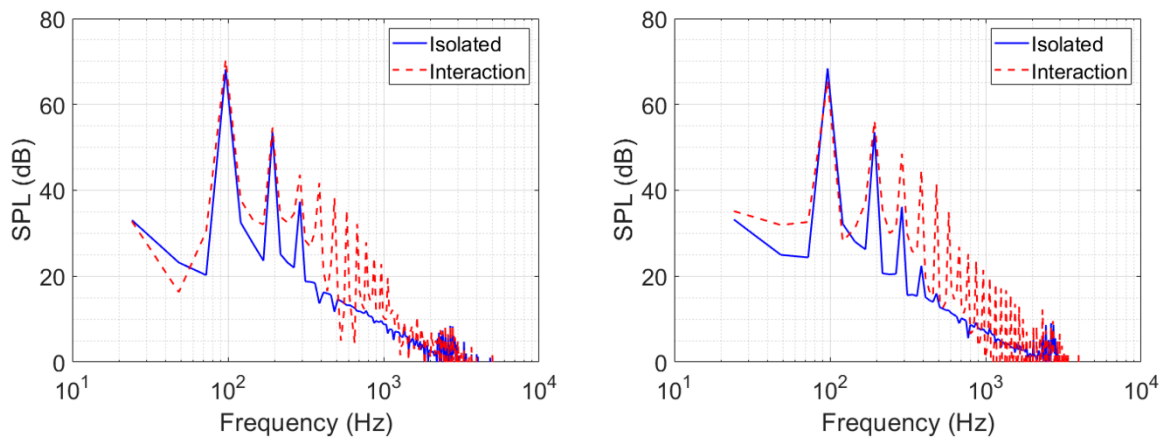 80
60
40
20
0
SPL (dB)
10^1
10^2
10^3
10^4
Frequency (Hz)
Isolated
Interaction
80
60
40
20
0
SPL (dB)
10^1
10^2
10^3
10^4
Frequency (Hz)
Isolated
Interaction